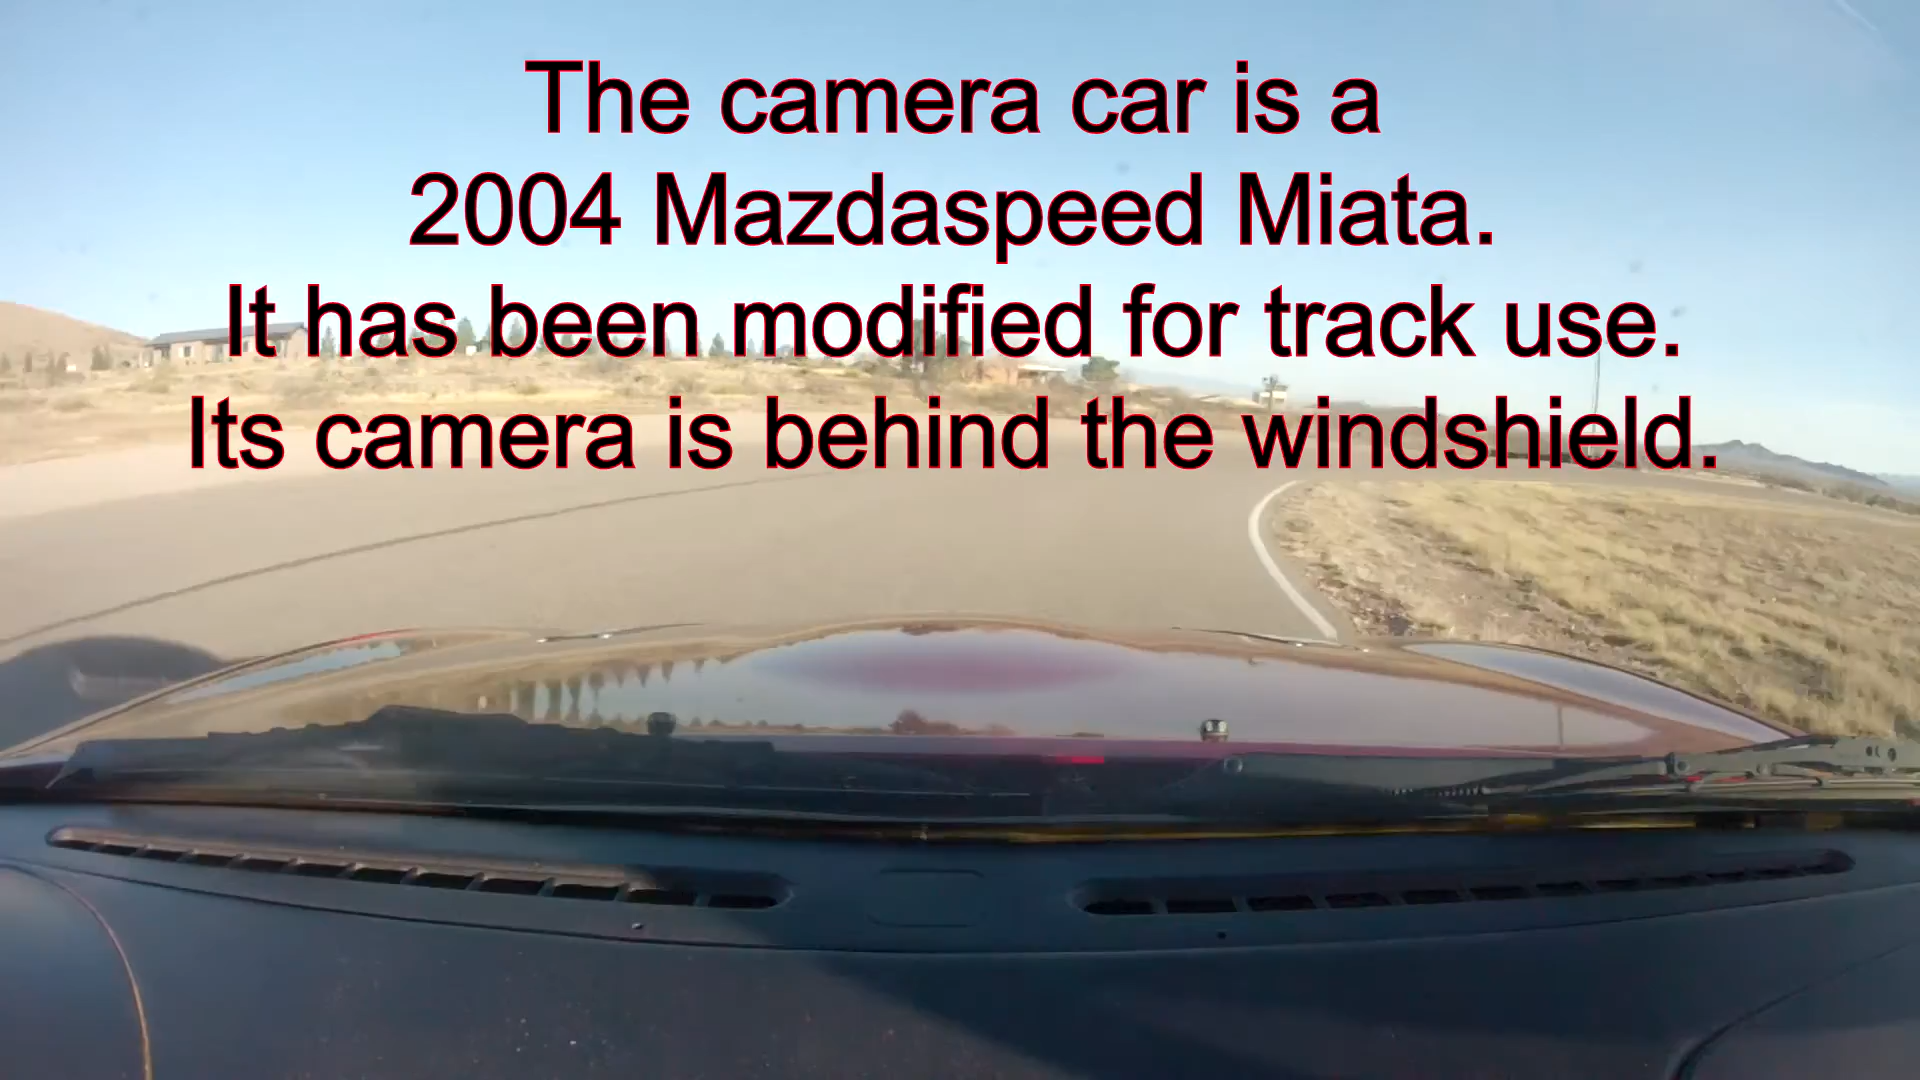 The camera car is a
2004 Mazdaspeed Miata.
It has been modified for track use.
Its camera is behind the windshield.